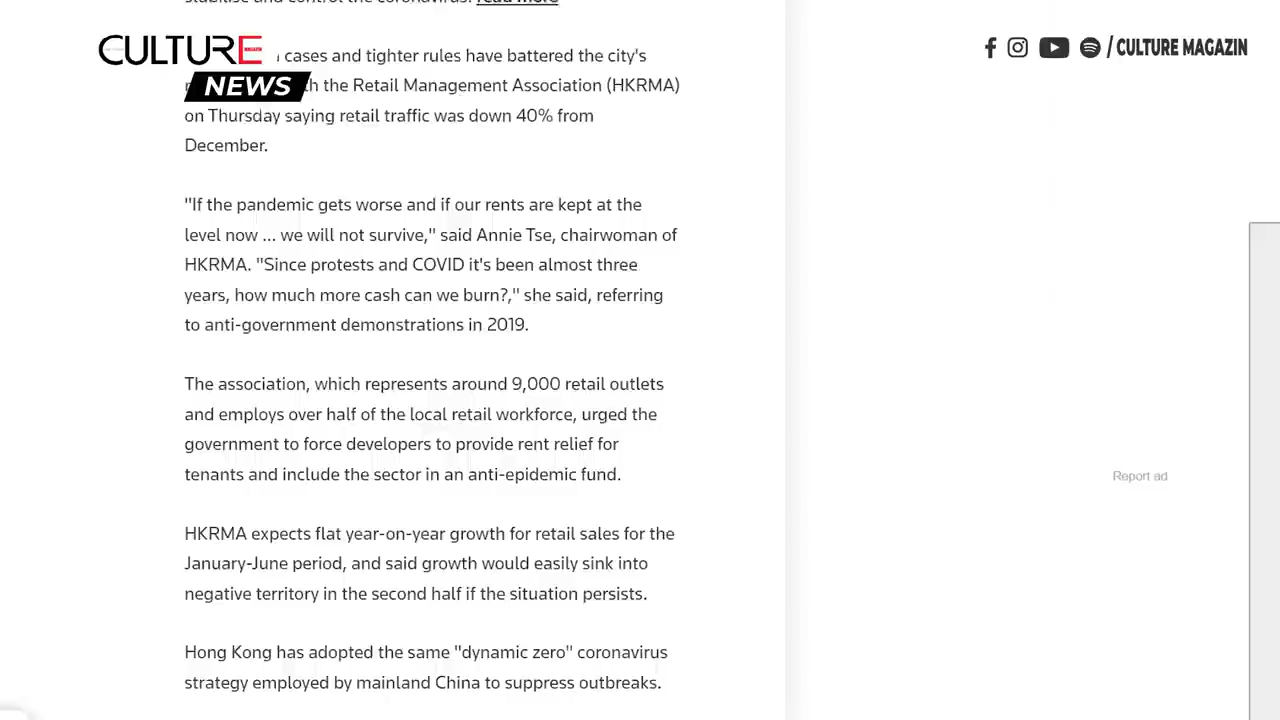 stabilise and control the coronavirus. read more
CULTURE
NEWS
/ CULTURE MAGAZIN
cases and tighter rules have battered the city's
the Retail Management Association (HKRMA)
on Thursday saying retail traffic was down 40% from
December.
"If the pandemic gets worse and if our rents are kept at the
level now ... we will not survive," said Annie Tse, chairwoman of
HKRMA. "Since protests and COVID it's been almost three
years, how much more cash can we burn?," she said, referring
to anti-government demonstrations in 2019.
The association, which represents around 9,000 retail outlets
and employs over half of the local retail workforce, urged the
government to force developers to provide rent relief for
tenants and include the sector in an anti-epidemic fund.
Report ad
HKRMA expects flat year-on-year growth for retail sales for the
January-June period, and said growth would easily sink into
negative territory in the second half if the situation persists.
Hong Kong has adopted the same "dynamic zero" coronavirus
strategy employed by mainland China to suppress outbreaks.